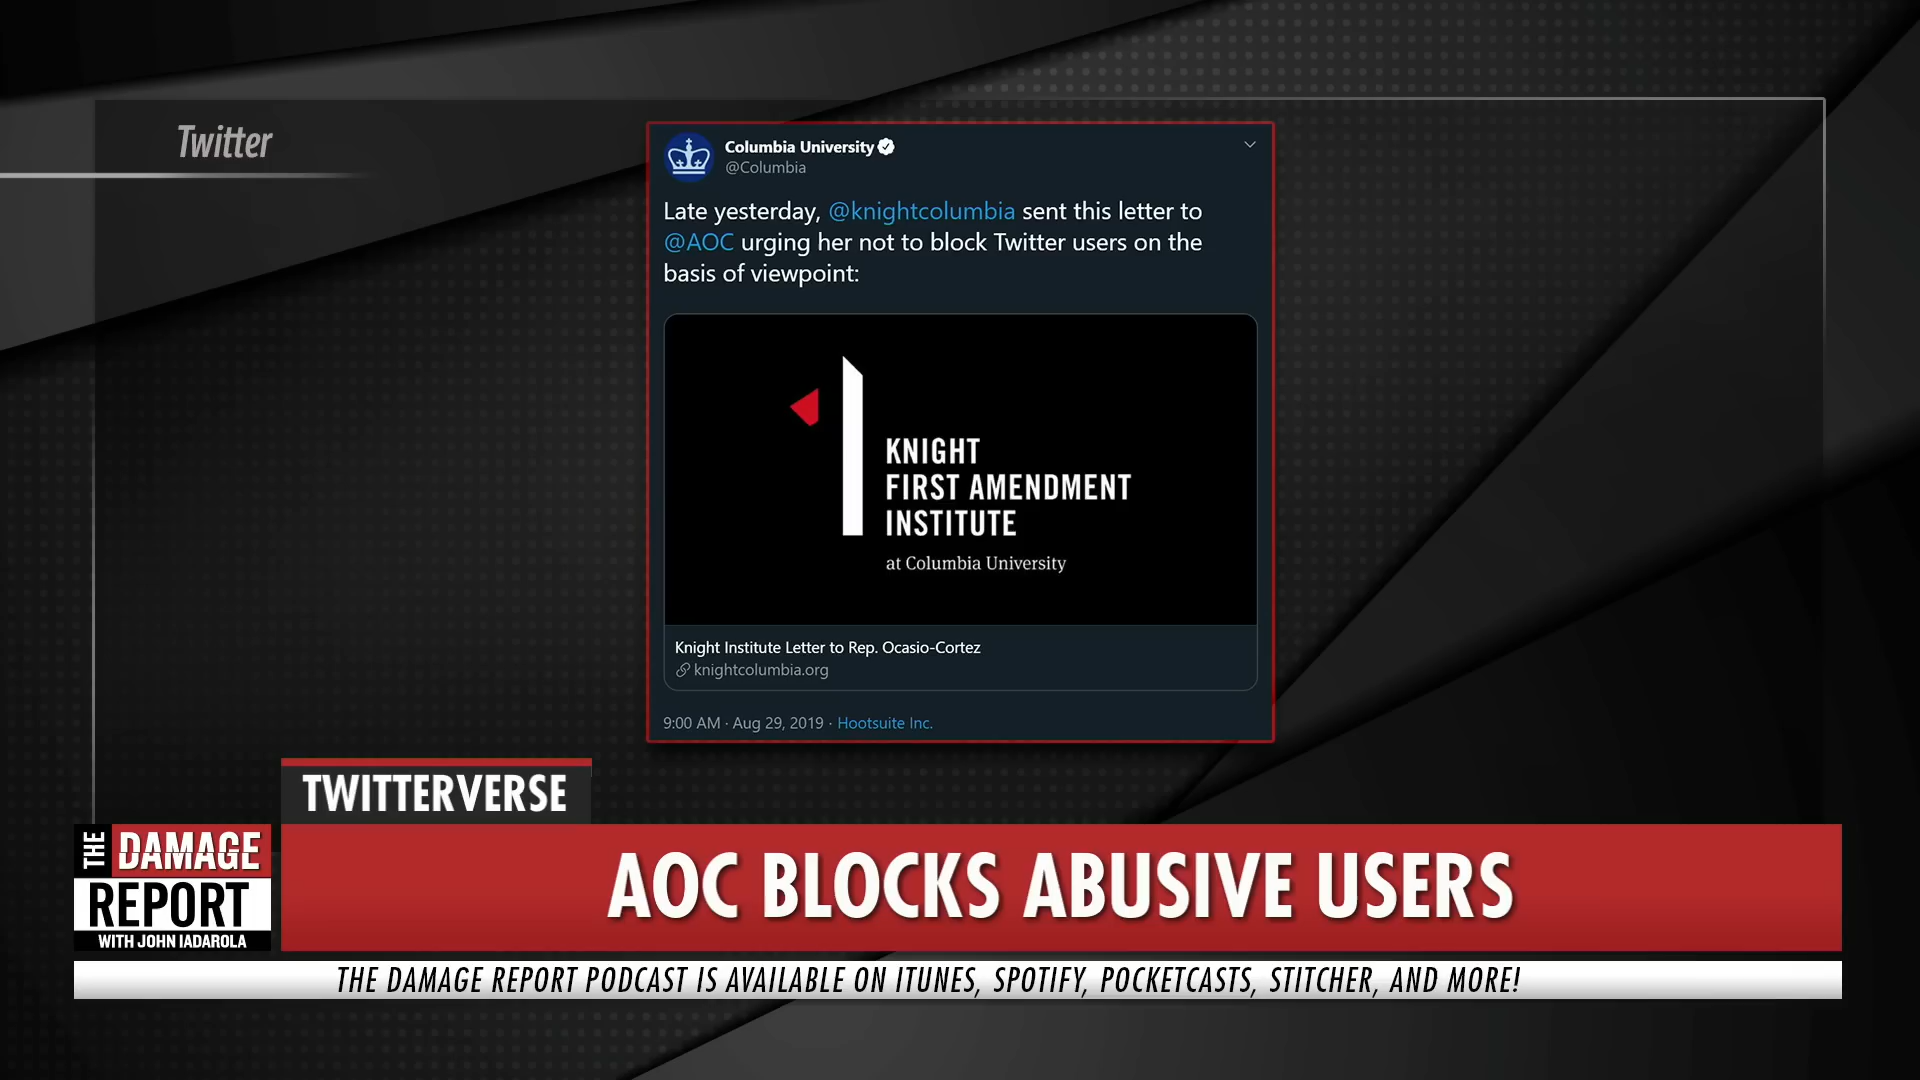 Twitter
Columbia University
@Columbia
Late yesterday, @knightcolumbia sent this letter to
@AOC urging her not to block Twitter users on the
basis of viewpoint:
KNIGHT
FIRST AMENDMENT
INSTITUTE
at Columbia University
Knight Institute Letter to Rep. Ocasio-Cortez
knightcolumbia.org
9:00 AM · Aug 29, 2019 · Hootsuite Inc.
TWITTERVERSE
THE DAMAGE
REPORT
WITH JOHN IADAROLA
AOC BLOCKS ABUSIVE USERS
THE DAMAGE REPORT PODCAST IS AVAILABLE ON ITUNES, SPOTIFY, POCKETCASTS, STITCHER, AND MORE!